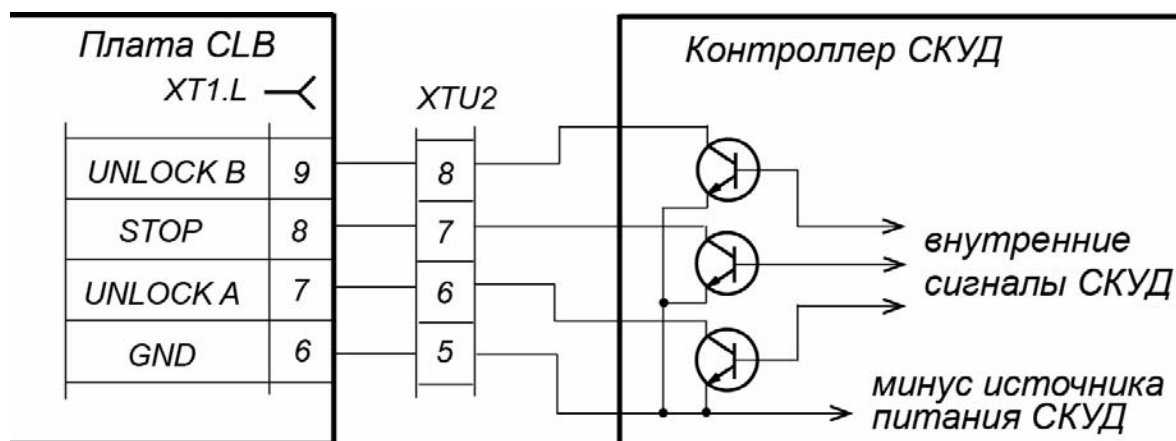 Плата CLB
Контроллер СКУД
XT1.L
XTU2
UNLOCK B 9 8
STOP 8 7
UNLOCK A 7 6
GND 6 5
внутренние
сигналы СКУД
минус источника
питания СКУД